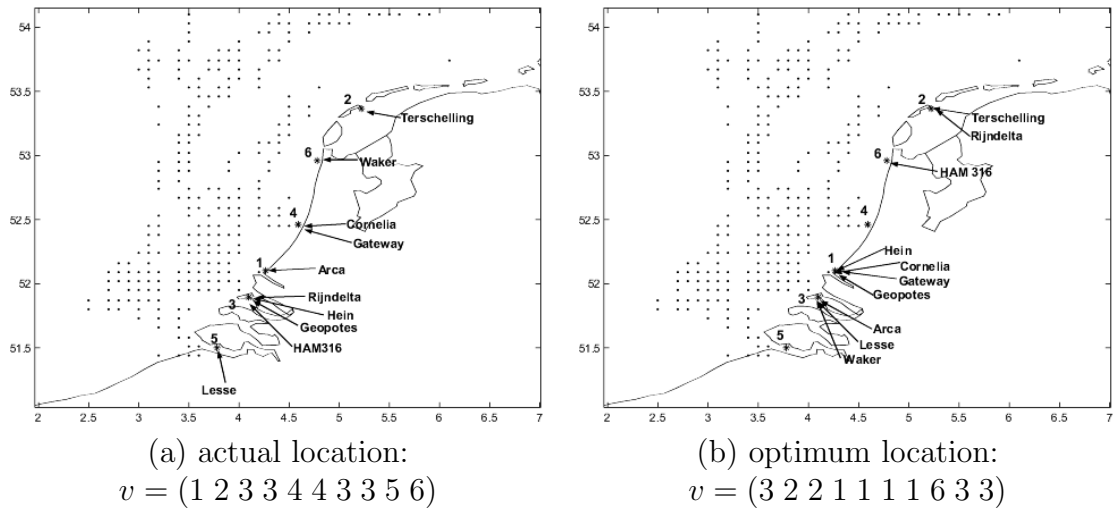 54
53.5
53
52.5
52
51.5
2 2.5 3 3.5 4 4.5 5 5.5 6 6.5 7
2
Terschelling
6
Waker
4
Cornelia
Gateway
1
Arca
Rijndelta
3
Hein
Geopotes
HAM316
5
Lesse
54
53.5
53
52.5
52
51.5
2 2.5 3 3.5 4 4.5 5 5.5 6 6.5 7
2
Terschelling
Rijndelta
6
HAM 316
4
1
Hein
Cornelia
Gateway
Geopotes
3
Arca
5
Lesse
Waker
(a) actual location:
v = (1 2 3 3 4 4 3 3 5 6)
(b) optimum location:
v = (3 2 2 1 1 1 1 6 3 3)